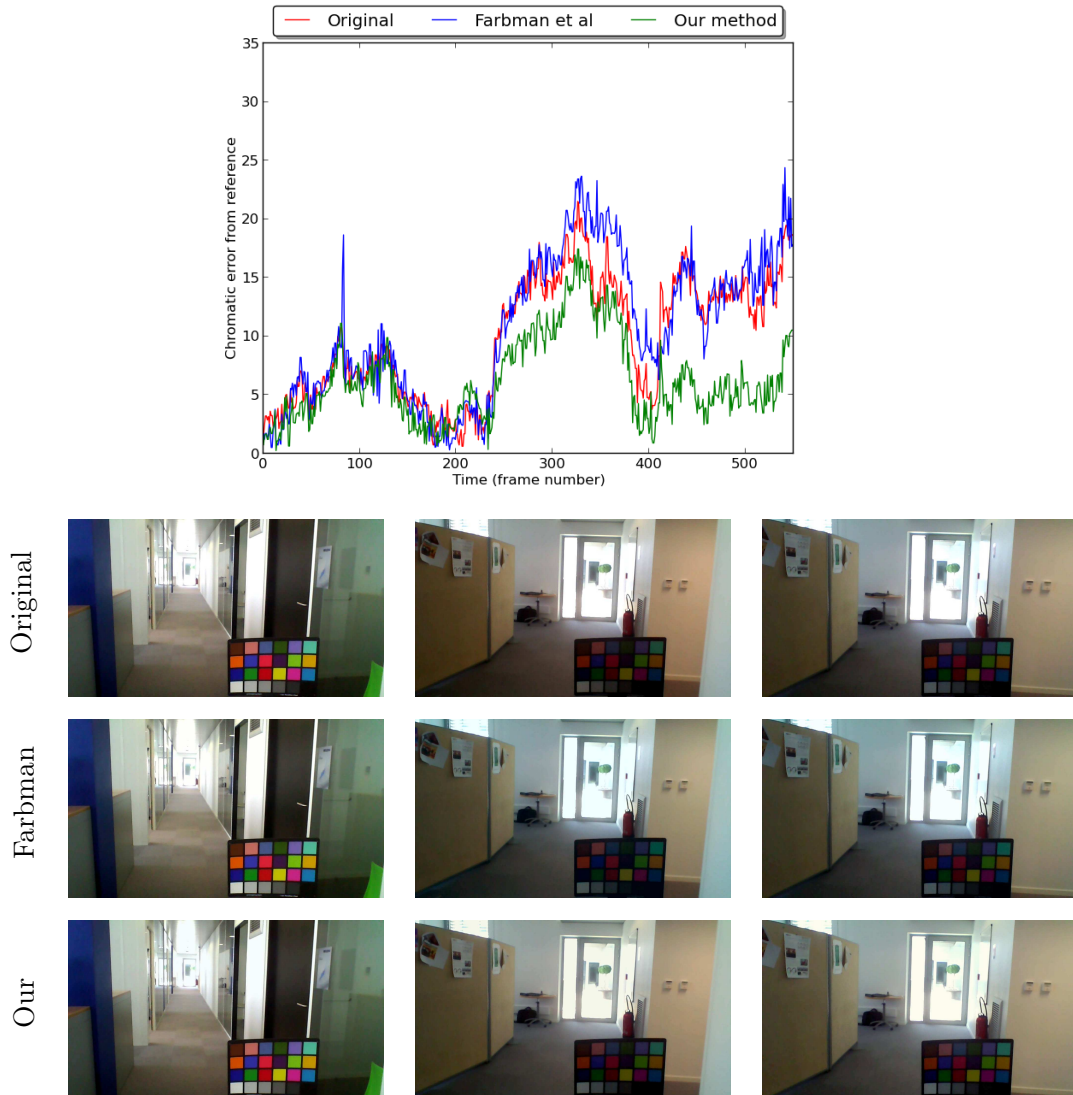 Original Farbman et al Our method
35
30
25
20
15
10
5
0
Chromatic error from reference
0 100 200 300 400 500
Time (frame number)
Original
Farbman
Our